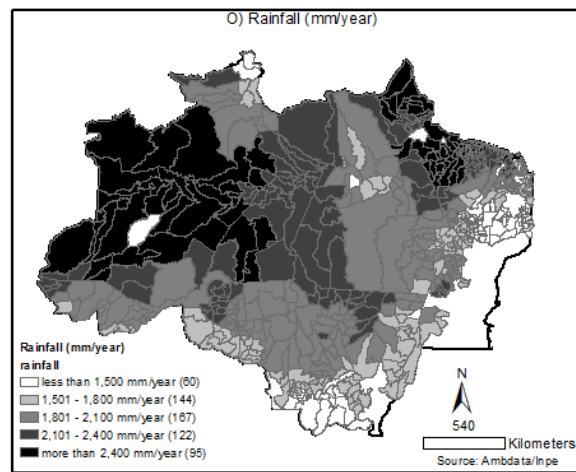 O) Rainfall (mm/year)
Rainfall (mm/year)
rainfall
less than 1,500 mm/year (60)
1,501 - 1,800 mm/year (144)
1,801 - 2,100 mm/year (167)
2,101 - 2,400 mm/year (122)
more than 2,400 mm/year (95)
N
540
Kilometers
Source: Ambdata/Inpe